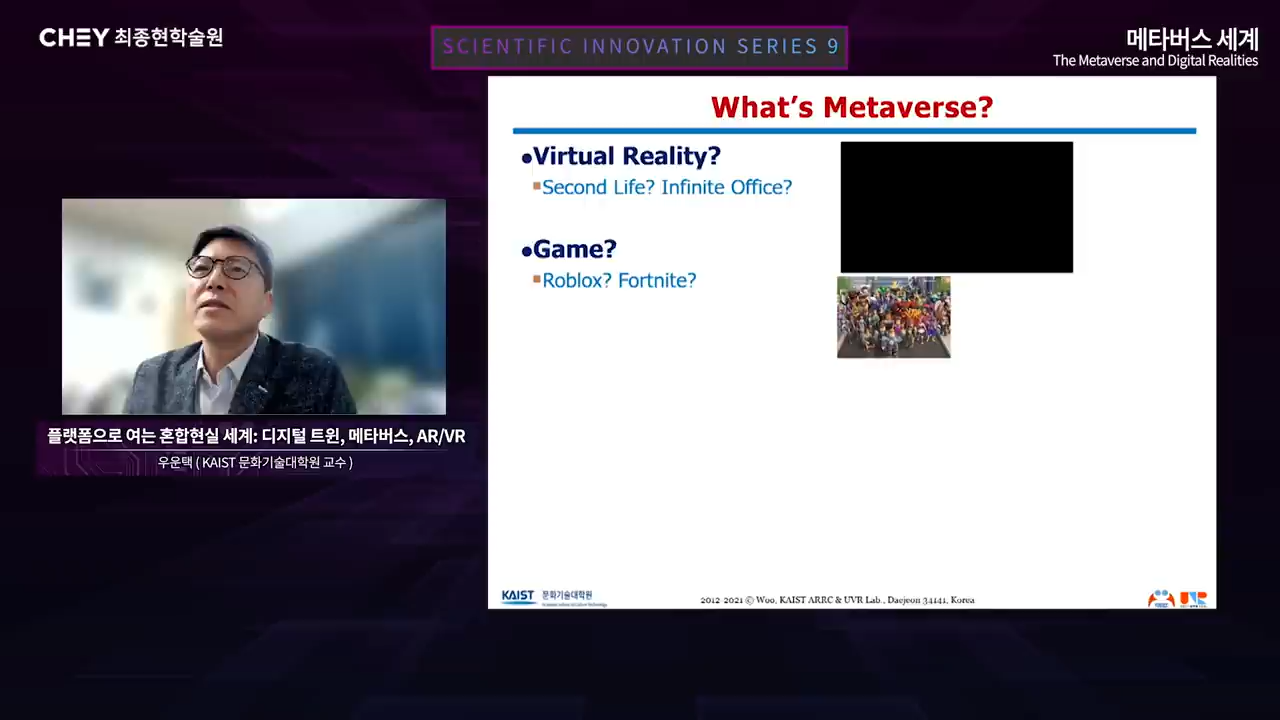 CHEY 최종현학술원
SCIENTIFIC INNOVATION SERIES 9
메타버스 세계
The Metaverse and Digital Realities
What's Metaverse?
●Virtual Reality?
▪Second Life? Infinite Office?
●Game?
▪Roblox? Fortnite?
플랫폼으로 여는 혼합현실 세계: 디지털 트윈, 메타버스, AR/VR
우운택 ( KAIST 문화기술대학원 교수 )
KAIST 문화기술대학원
2012-2021 © Woo, KAIST ARRC & UVR Lab., Daejeon 34141, Korea
UVR